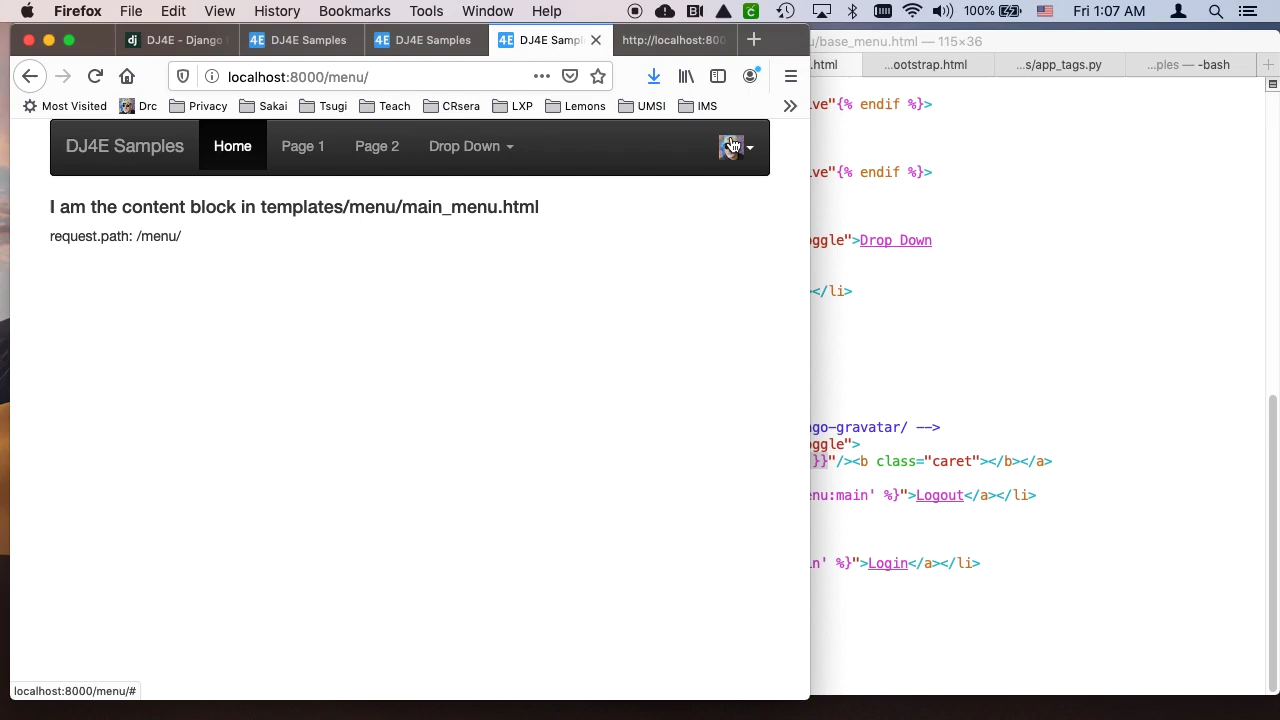 Firefox File Edit View History Bookmarks Tools Window Help 100% Fri 1:07 AM
u/base_menu.html — 115×36
DJ4E - Django DJ4E Samples DJ4E Samples DJ4E Samp http://localhost:800
.html ...ootstrap.html ...s/app_tags.py ...ples — -bash
localhost:8000/menu/
Most Visited Drc Privacy Sakai Tsugi Teach CRsera LXP Lemons UMSI IMS
ve"{% endif %}>
DJ4E Samples Home Page 1 Page 2 Drop Down
ve"{% endif %}>
I am the content block in templates/menu/main_menu.html
request.path: /menu/
ggle">Drop Down
></li>
go-gravatar/ -->
ggle">
}}"/><b class="caret"></b></a>
enu:main' %}">Logout</a></li>
in' %}">Login</a></li>
localhost:8000/menu/#